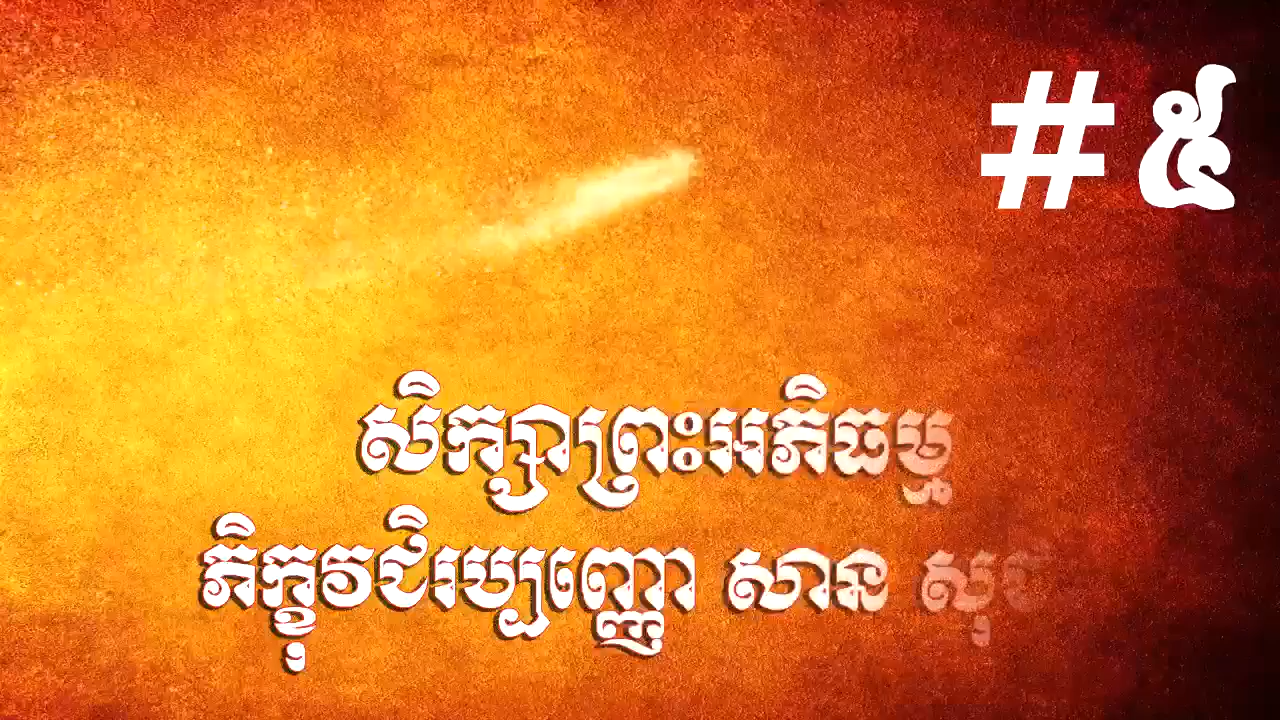 #៥
សិក្សាព្រះអភិធម្ម
ភិក្ខុវជិរប្បញ្ញោ សាន